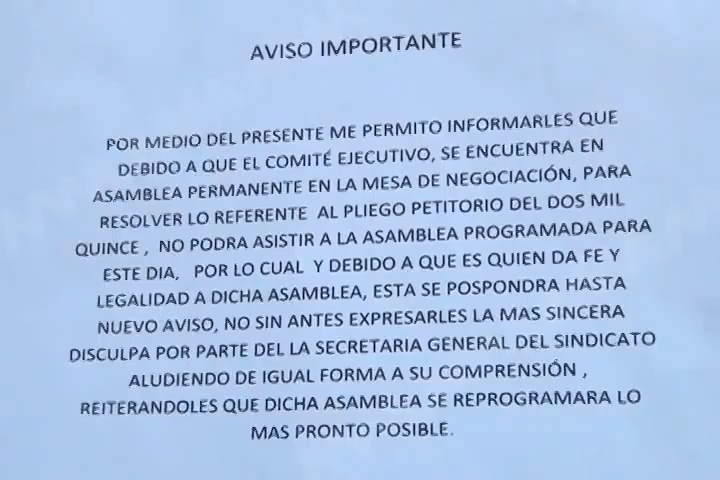 AVISO IMPORTANTE
POR MEDIO DEL PRESENTE ME PERMITO INFORMARLES QUE
DEBIDO A QUE EL COMITÉ EJECUTIVO, SE ENCUENTRA EN
ASAMBLEA PERMANENTE EN LA MESA DE NEGOCIACIÓN, PARA
RESOLVER LO REFERENTE AL PLIEGO PETITORIO DEL DOS MIL
QUINCE , NO PODRA ASISTIR A LA ASAMBLEA PROGRAMADA PARA
ESTE DIA, POR LO CUAL Y DEBIDO A QUE ES QUIEN DA FE Y
LEGALIDAD A DICHA ASAMBLEA, ESTA SE POSPONDRA HASTA
NUEVO AVISO, NO SIN ANTES EXPRESARLES LA MAS SINCERA
DISCULPA POR PARTE DEL LA SECRETARIA GENERAL DEL SINDICATO
ALUDIENDO DE IGUAL FORMA A SU COMPRENSIÓN ,
REITERANDOLES QUE DICHA ASAMBLEA SE REPROGRAMARA LO
MAS PRONTO POSIBLE.